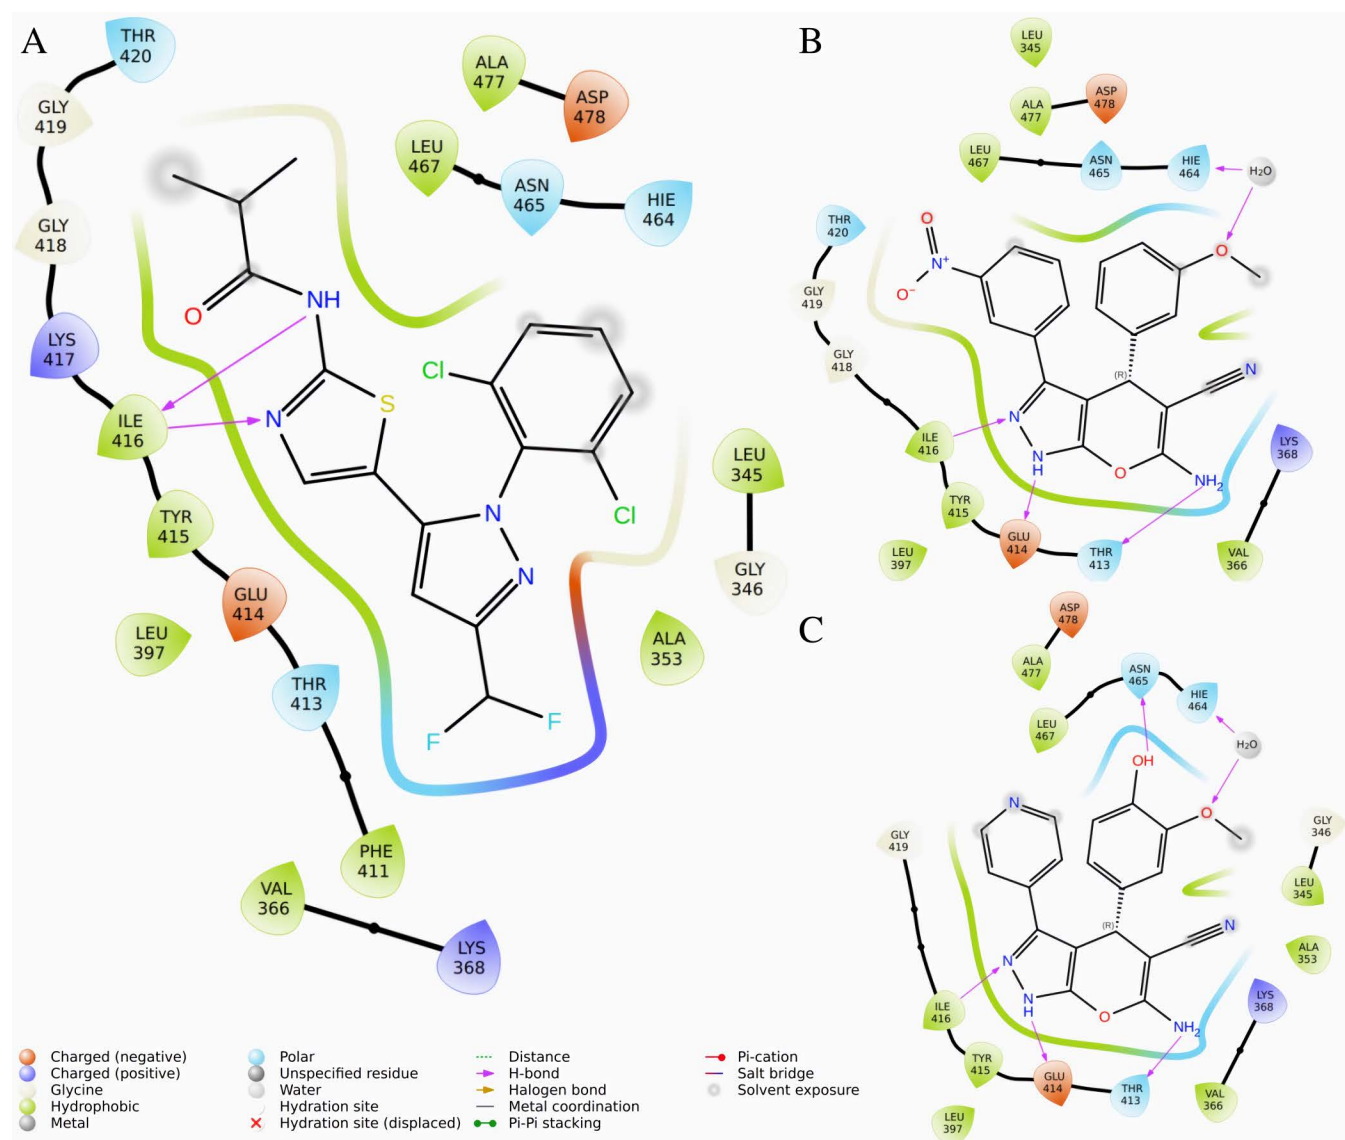 A
THR
420
GLY
419
GLY
418
LYS
417
ILE
416
TYR
415
GLU
414
LEU
397
THR
413
PHE
411
VAL
366
LYS
368
ALA
477
ASP
478
LEU
467
ASN
465
HIE
464
LEU
345
GLY
346
ALA
353
O
NH
N
S
Cl
Cl
N
N
F
F
B
LEU
345
ALA
477
ASP
478
LEU
467
ASN
465
HIE
464
H₂O
THR
420
GLY
419
GLY
418
ILE
416
TYR
415
LEU
397
GLU
414
THR
413
LYS
368
VAL
366
O
N⁺
O⁻
O
(R)
N
N
N
H
O
NH₂
C
ASP
478
ALA
477
ASN
465
HIE
464
LEU
467
H₂O
OH
N
O
GLY
419
GLY
346
LEU
345
ALA
353
LYS
368
VAL
366
ILE
416
TYR
415
GLU
414
THR
413
LEU
397
(R)
N
N
N
H
O
NH₂
Charged (negative)
Charged (positive)
Glycine
Hydrophobic
Metal
Polar
Unspecified residue
Water
Hydration site
Hydration site (displaced)
Distance
H-bond
Halogen bond
Metal coordination
Pi-Pi stacking
Pi-cation
Salt bridge
Solvent exposure